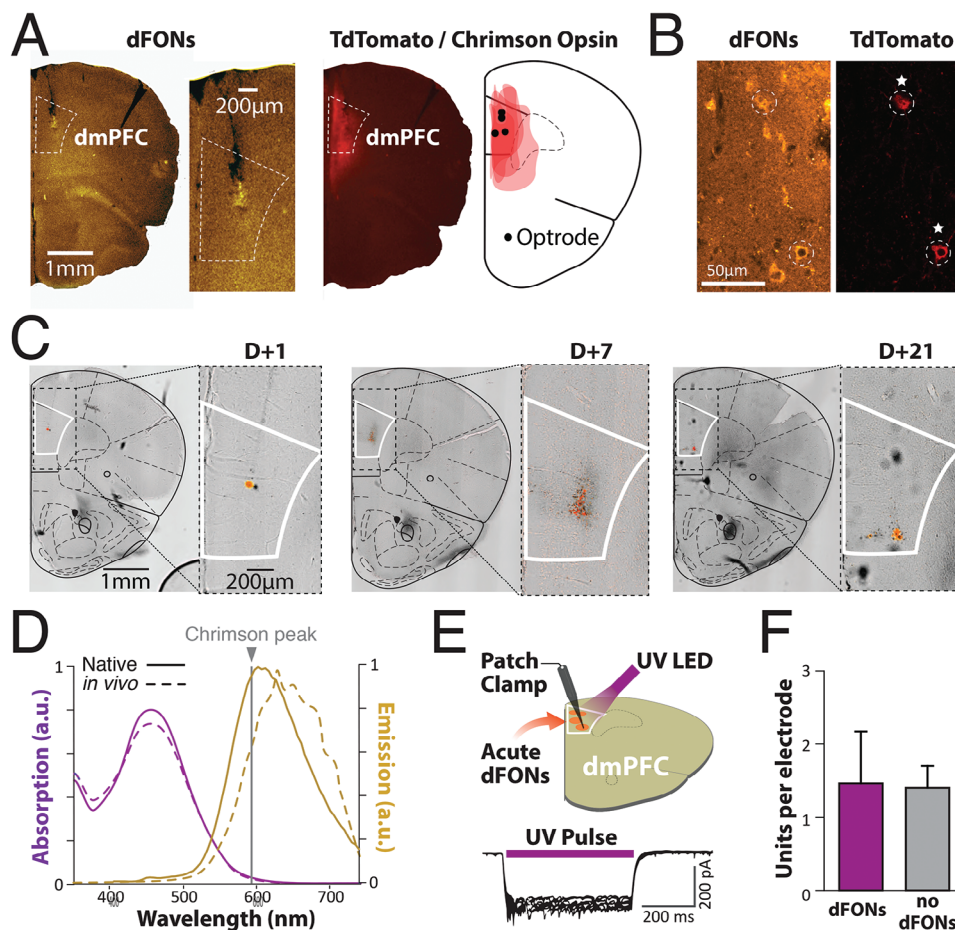 A
dFONs
200µm
dmPFC
1mm
TdTomato / Chrimson Opsin
dmPFC
Optrode
B
dFONs
TdTomato
50µm
C
D+1
D+7
D+21
1mm
200µm
D
Chrimson peak
Native
in vivo
Absorption (a.u.)
Emission (a.u.)
1
0
1
0
400
500
600
700
Wavelength (nm)
E
Patch
Clamp
UV LED
Acute
dFONs
dmPFC
UV Pulse
200 pA
200 ms
F
Units per electrode
3
2
1
0
dFONs
no
dFONs